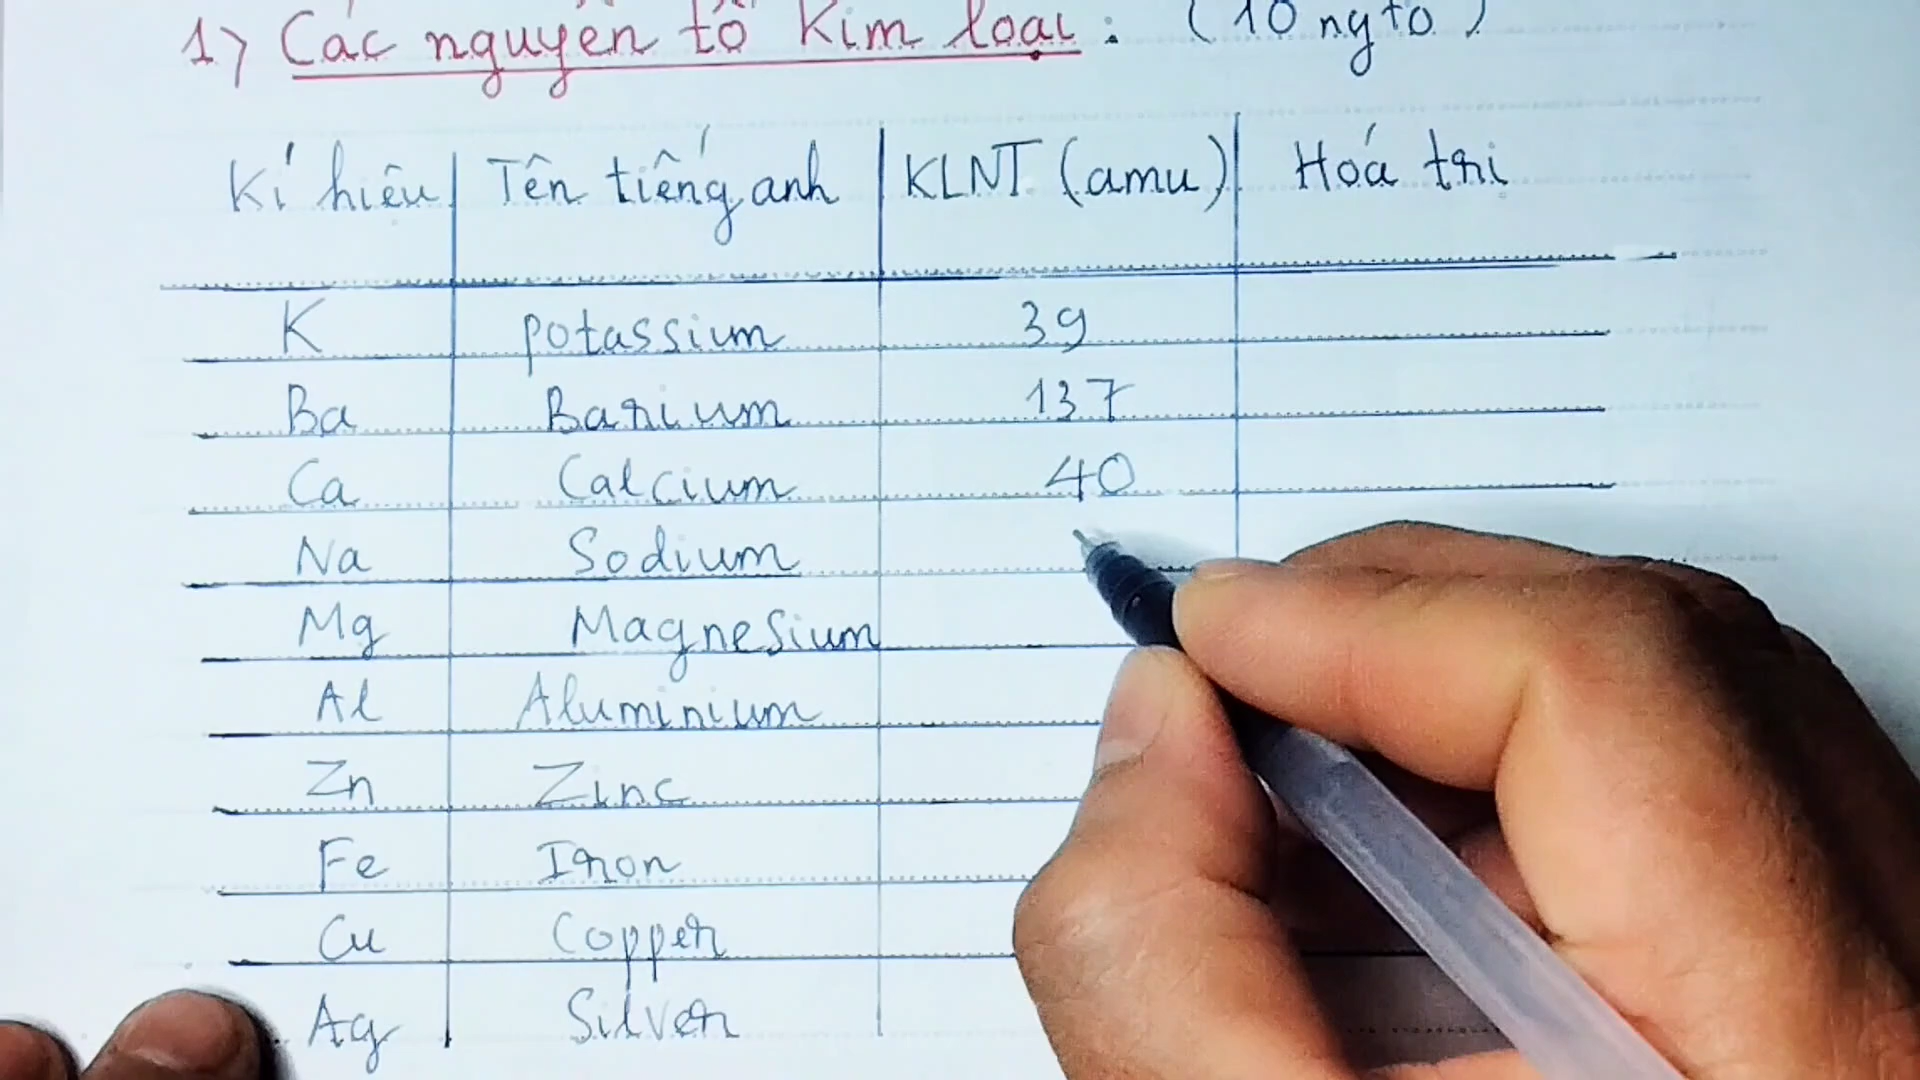 1) Các nguyên tố Kim loại : (10 ngtố)
Kí hiệu Tên tiếng anh KLNT (amu) Hoá trị
K potassium 39
Ba Barium 137
Ca Calcium 40
Na Sodium
Mg Magnesium
Al Aluminium
Zn Zinc
Fe Iron
Cu Copper
Ag Silver